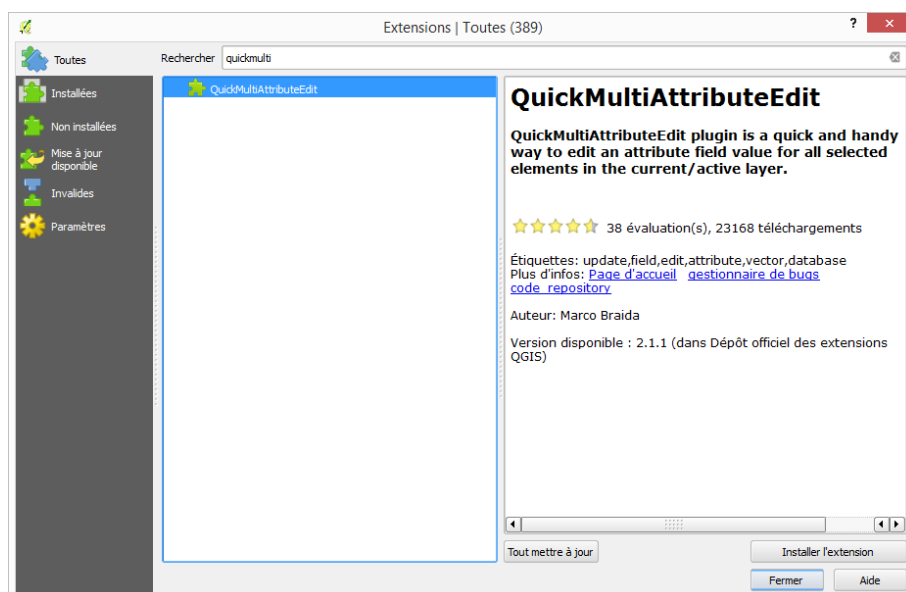 Extensions | Toutes (389)
?
×
Toutes
Installées
Non installées
Mise à jour
disponible
Invalides
Paramètres
Rechercher
quickmulti
QuickMultiAttributeEdit
QuickMultiAttributeEdit
QuickMultiAttributeEdit plugin is a quick and handy
way to edit an attribute field value for all selected
elements in the current/active layer.
38 évaluation(s), 23168 téléchargements
Étiquettes: update,field,edit,attribute,vector,database
Plus d'infos: Page d'accueil gestionnaire de bugs
code_repository
Auteur: Marco Braida
Version disponible : 2.1.1 (dans Dépôt officiel des extensions
QGIS)
Tout mettre à jour
Installer l'extension
Fermer
Aide